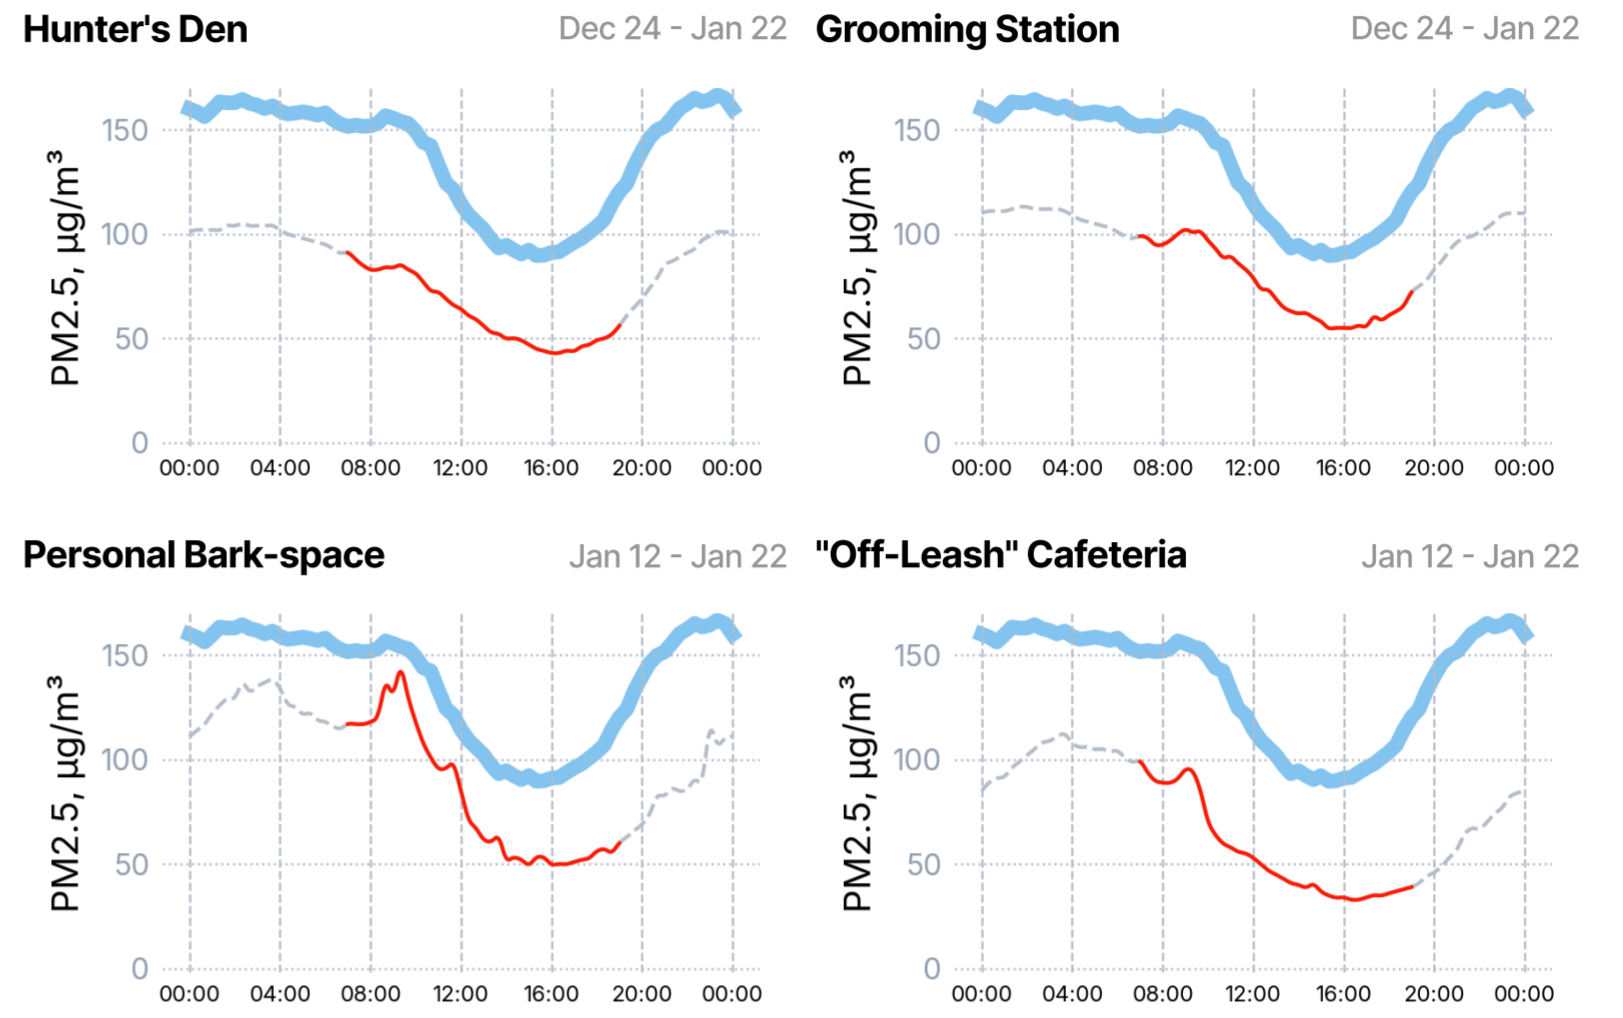 Hunter's Den
Dec 24 - Jan 22
PM2.5, μg/m³
150
100
50
0
00:00 04:00 08:00 12:00 16:00 20:00 00:00
Grooming Station
Dec 24 - Jan 22
PM2.5, μg/m³
150
100
50
0
00:00 04:00 08:00 12:00 16:00 20:00 00:00
Personal Bark-space
Jan 12 - Jan 22
PM2.5, μg/m³
150
100
50
0
00:00 04:00 08:00 12:00 16:00 20:00 00:00
"Off-Leash" Cafeteria
Jan 12 - Jan 22
PM2.5, μg/m³
150
100
50
0
00:00 04:00 08:00 12:00 16:00 20:00 00:00